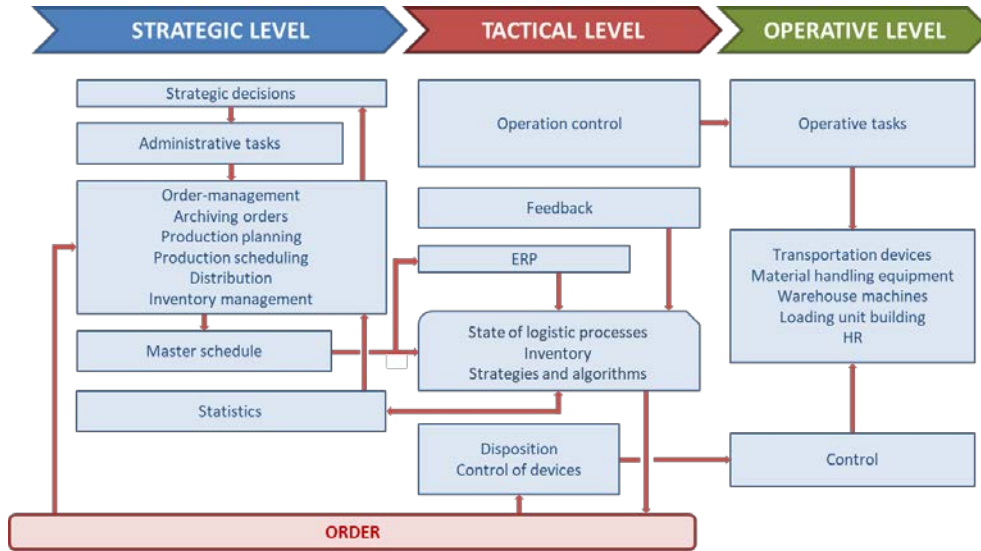 STRATEGIC LEVEL
TACTICAL LEVEL
OPERATIVE LEVEL
Strategic decisions
Administrative tasks
Order-management
Archiving orders
Production planning
Production scheduling
Distribution
Inventory management
Master schedule
Statistics
Operation control
Feedback
ERP
State of logistic processes
Inventory
Strategies and algorithms
Disposition
Control of devices
Operative tasks
Transportation devices
Material handling equipment
Warehouse machines
Loading unit building
HR
Control
ORDER